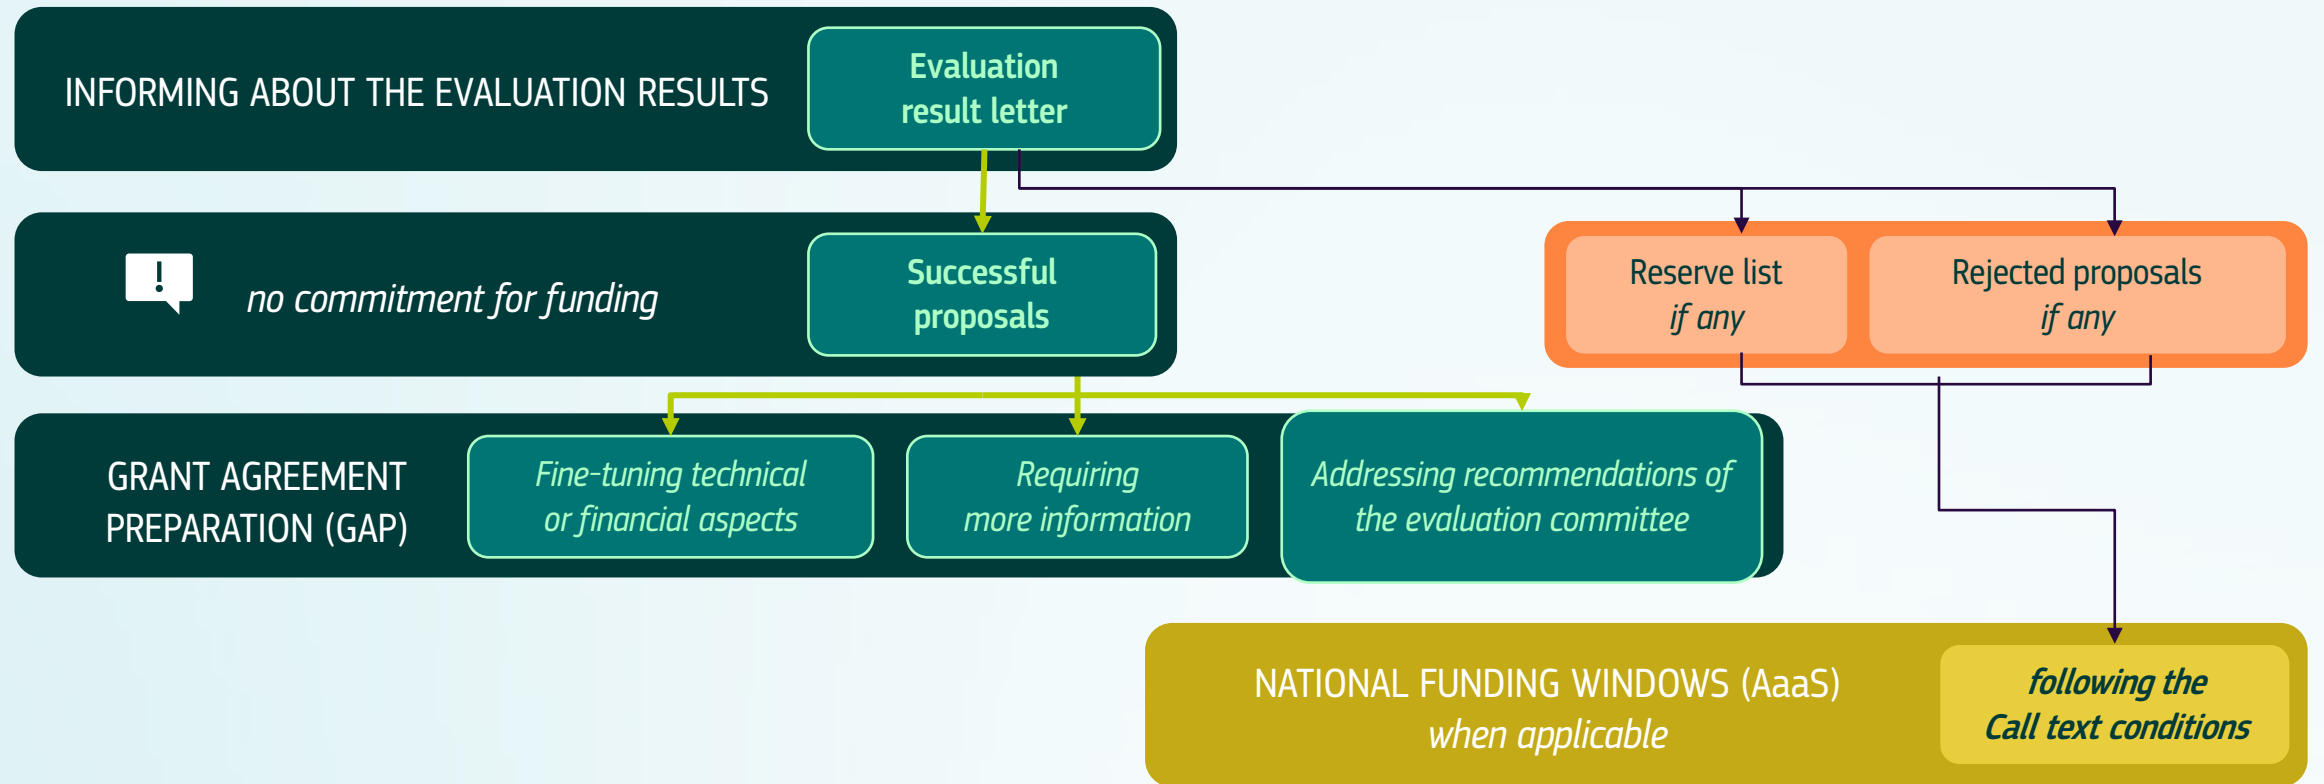 INFORMING ABOUT THE EVALUATION RESULTS
Evaluation
result letter
!
no commitment for funding
Successful
proposals
Reserve list
if any
Rejected proposals
if any
GRANT AGREEMENT
PREPARATION (GAP)
Fine-tuning technical
or financial aspects
Requiring
more information
Addressing recommendations of
the evaluation committee
NATIONAL FUNDING WINDOWS (AaaS)
when applicable
following the
Call text conditions